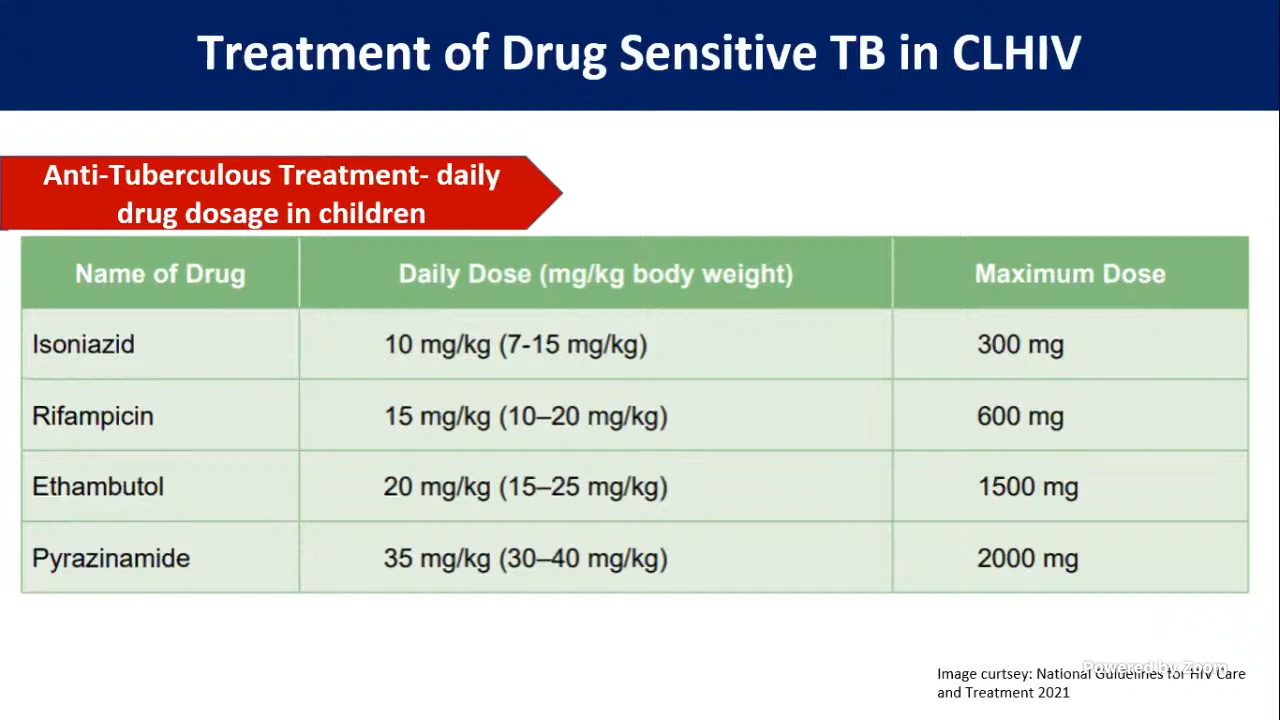 Treatment of Drug Sensitive TB in CLHIV
Anti-Tuberculous Treatment- daily
drug dosage in children
Name of Drug Daily Dose (mg/kg body weight) Maximum Dose
Isoniazid 10 mg/kg (7-15 mg/kg) 300 mg
Rifampicin 15 mg/kg (10–20 mg/kg) 600 mg
Ethambutol 20 mg/kg (15–25 mg/kg) 1500 mg
Pyrazinamide 35 mg/kg (30–40 mg/kg) 2000 mg
Powered by Zoom
Image curtsey: National Guidelines for HIV Care
and Treatment 2021